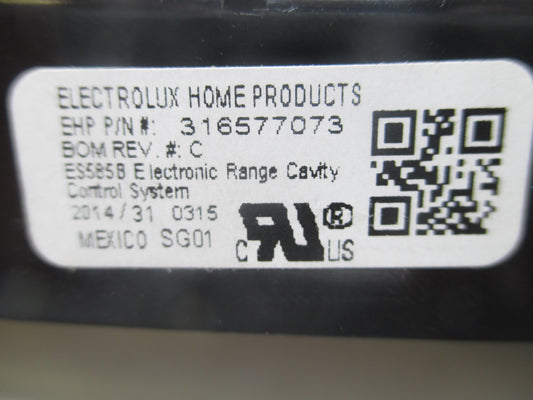 ELECTROLUX HOME PRODUCTS
EHP P/N #: 316577073
BOM REV. #: C
ES585B Electronic Range Cavity
Control System
2014/31 0315
MEXICO SG01
C RU ® US